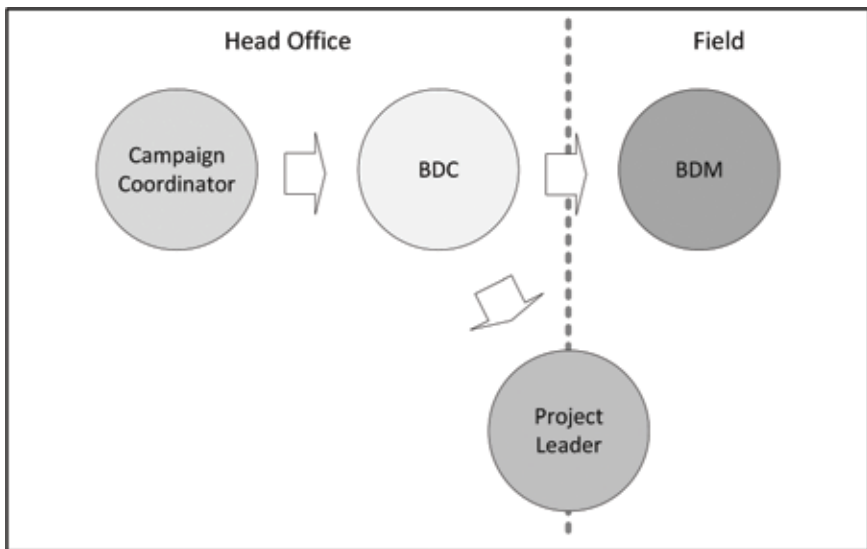 Head Office
Field
Campaign
Coordinator
BDC
BDM
Project
Leader